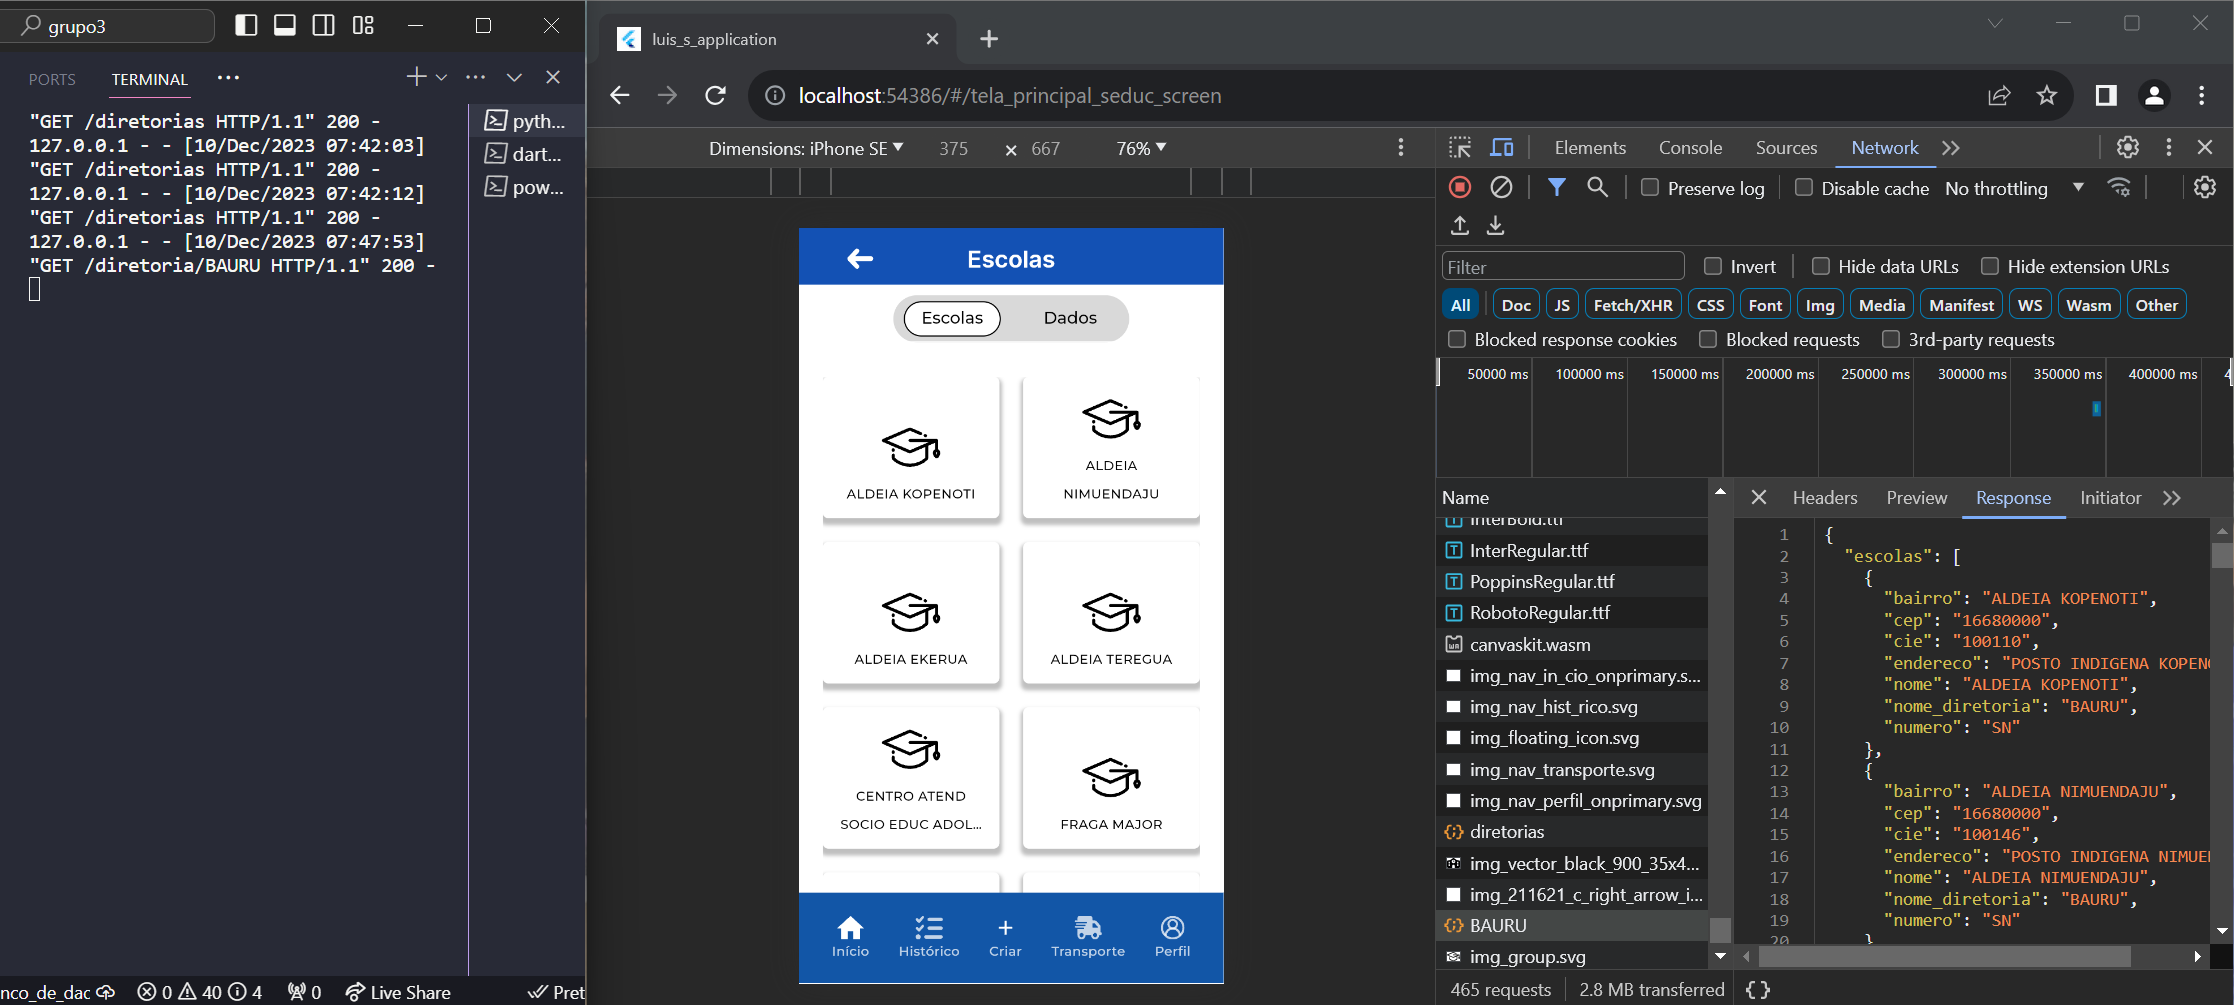 grupo3
PORTS
TERMINAL
"GET /diretorias HTTP/1.1" 200 -
127.0.0.1 - - [10/Dec/2023 07:42:03]
"GET /diretorias HTTP/1.1" 200 -
127.0.0.1 - - [10/Dec/2023 07:42:12]
"GET /diretorias HTTP/1.1" 200 -
127.0.0.1 - - [10/Dec/2023 07:47:53]
"GET /diretoria/BAURU HTTP/1.1" 200 -
pyth...
dart...
pow...
nco_de_dac
0
40
4
0
Live Share
Pret
luis_s_application
localhost:54386/#/tela_principal_seduc_screen
Dimensions: iPhone SE
375
×
667
76%
Escolas
Escolas
Dados
ALDEIA KOPENOTI
ALDEIA
NIMUENDAJU
ALDEIA EKERUA
ALDEIA TEREGUA
CENTRO ATEND
SOCIO EDUC ADOL...
FRAGA MAJOR
Início
Histórico
Criar
Transporte
Perfil
Elements
Console
Sources
Network
Preserve log
Disable cache
No throttling
Filter
Invert
Hide data URLs
Hide extension URLs
All
Doc
JS
Fetch/XHR
CSS
Font
Img
Media
Manifest
WS
Wasm
Other
Blocked response cookies
Blocked requests
3rd-party requests
50000 ms
100000 ms
150000 ms
200000 ms
250000 ms
300000 ms
350000 ms
400000 ms
Name
InterBold.ttf
InterRegular.ttf
PoppinsRegular.ttf
RobotoRegular.ttf
canvaskit.wasm
img_nav_in_cio_onprimary.s...
img_nav_hist_rico.svg
img_floating_icon.svg
img_nav_transporte.svg
img_nav_perfil_onprimary.svg
diretorias
img_vector_black_900_35x4...
img_211621_c_right_arrow_i...
BAURU
img_group.svg
465 requests
2.8 MB transferred
Headers
Preview
Response
Initiator
1 {
2 "escolas": [
3 {
4 "bairro": "ALDEIA KOPENOTI",
5 "cep": "16680000",
6 "cie": "100110",
7 "endereco": "POSTO INDIGENA KOPEN
8 "nome": "ALDEIA KOPENOTI",
9 "nome_diretoria": "BAURU",
10 "numero": "SN"
11 },
12 {
13 "bairro": "ALDEIA NIMUENDAJU",
14 "cep": "16680000",
15 "cie": "100146",
16 "endereco": "POSTO INDIGENA NIMUE
17 "nome": "ALDEIA NIMUENDAJU",
18 "nome_diretoria": "BAURU",
19 "numero": "SN"
20 }
{}